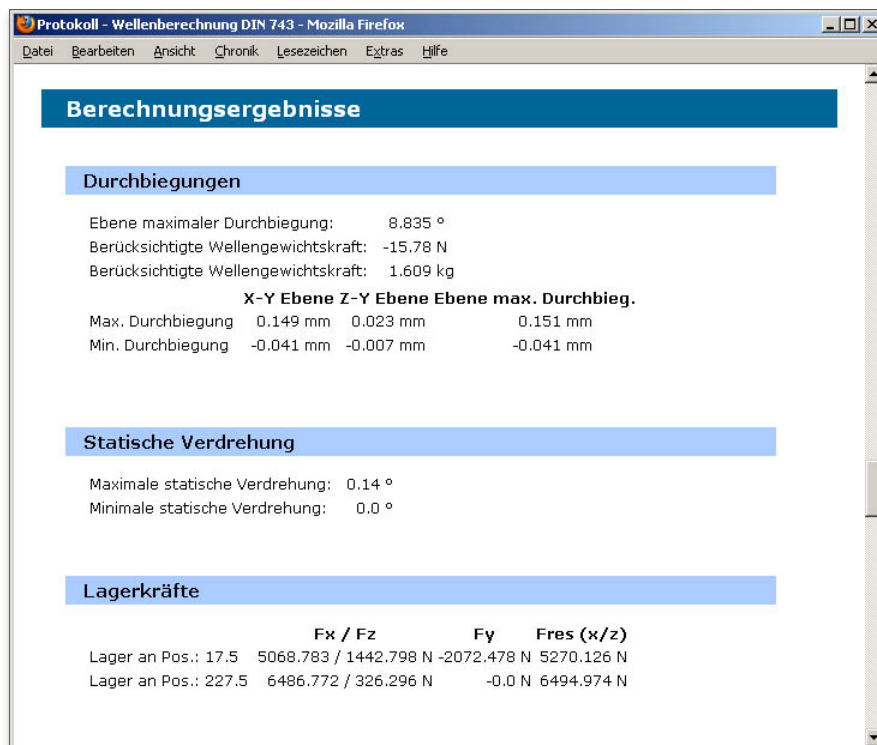 Protokoll - Wellenberechnung DIN 743 - Mozilla Firefox
Datei Bearbeiten Ansicht Chronik Lesezeichen Extras Hilfe
Berechnungsergebnisse
Durchbiegungen
Ebene maximaler Durchbiegung: 8.835 º
Berücksichtigte Wellengewichtskraft: -15.78 N
Berücksichtigte Wellengewichtskraft: 1.609 kg
X-Y Ebene Z-Y Ebene Ebene max. Durchbieg.
Max. Durchbiegung 0.149 mm 0.023 mm 0.151 mm
Min. Durchbiegung -0.041 mm -0.007 mm -0.041 mm
Statische Verdrehung
Maximale statische Verdrehung: 0.14 º
Minimale statische Verdrehung: 0.0 º
Lagerkräfte
Fx / Fz Fy Fres (x/z)
Lager an Pos.: 17.5 5068.783 / 1442.798 N -2072.478 N 5270.126 N
Lager an Pos.: 227.5 6486.772 / 326.296 N -0.0 N 6494.974 N